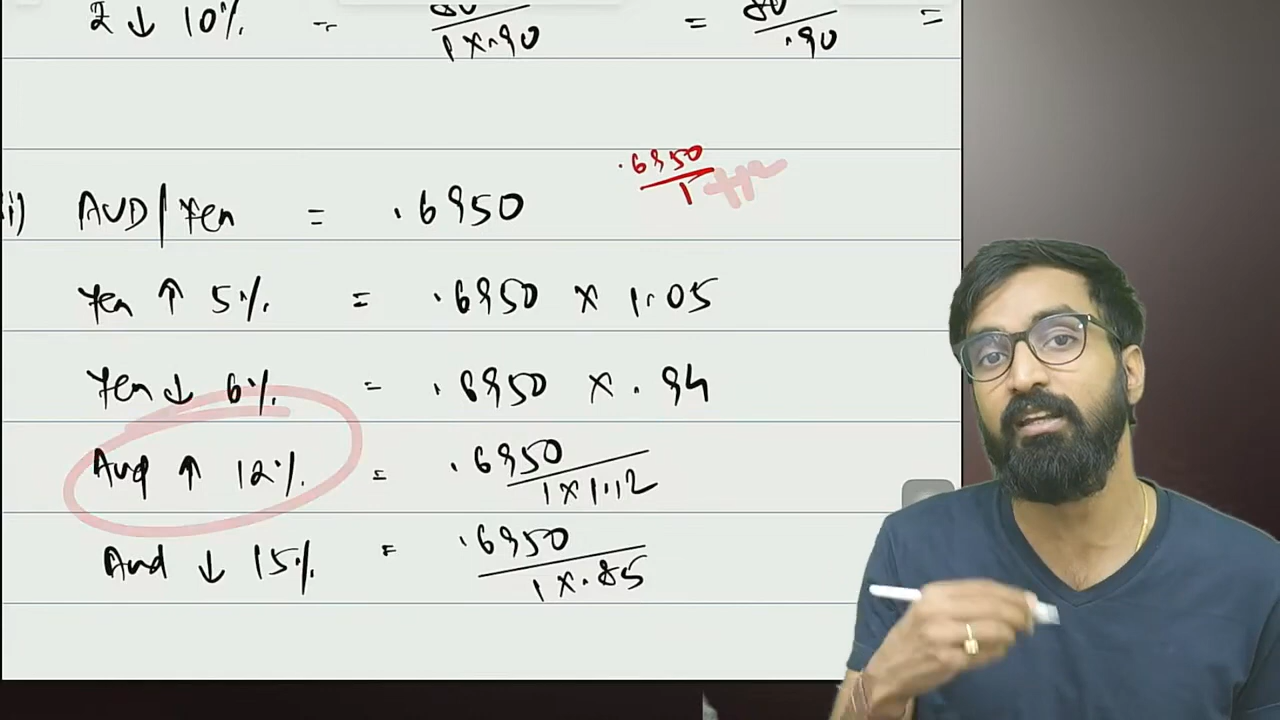 ↓ 10% = 80 / 1 x .90 = 80 / .90 =
.6950 / 1
ii) AUD/Yen = .6950
Yen ↑ 5% = .6950 x 1.05
Yen ↓ 6% = .6950 x .94
Aud ↑ 12% = .6950 / 1 x 1.12
Aud ↓ 15% = .6950 / 1 x .85